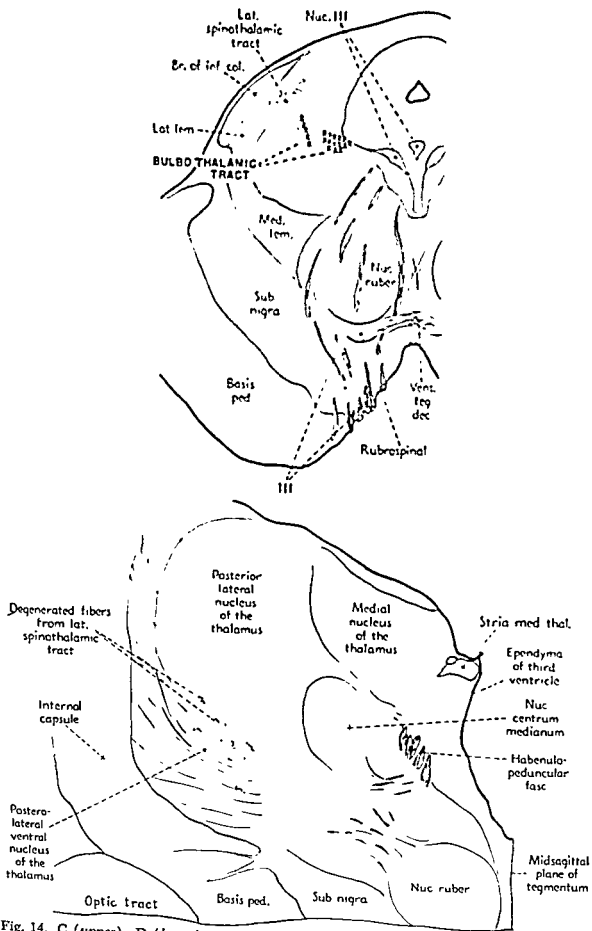 Lat.
spinothalamic
tract
Nuc. III
Br. of inf. col.
Lat lem
BULBOTHALAMIC
TRACT
Med.
lem.
Nuc
ruber
Sub
nigra
Basis
ped
Vent.
teg
dec
Rubrospinal
III
Posterior
lateral
nucleus
of the
thalamus
Medial
nucleus
of the
thalamus
Degenerated fibers
from lat.
spinothalamic
tract
Stria med thal.
Ependyma
of third
ventricle
Internal
capsule
Nuc
centrum
medianum
Habenulo-
peduncular
fasc
Postero-
lateral
ventral
nucleus
of the
thalamus
Midsagittal
plane of
tegmentum
Optic tract
Basis ped.
Sub nigra
Nuc ruber
Fig. 14. C (upper)